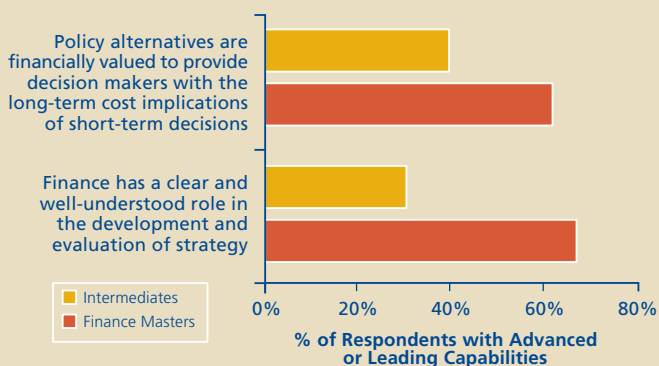 Policy alternatives are
financially valued to provide
decision makers with the
long-term cost implications
of short-term decisions
Finance has a clear and
well-understood role in
the development and
evaluation of strategy
Intermediates
Finance Masters
0% 20% 40% 60% 80%
% of Respondents with Advanced
or Leading Capabilities